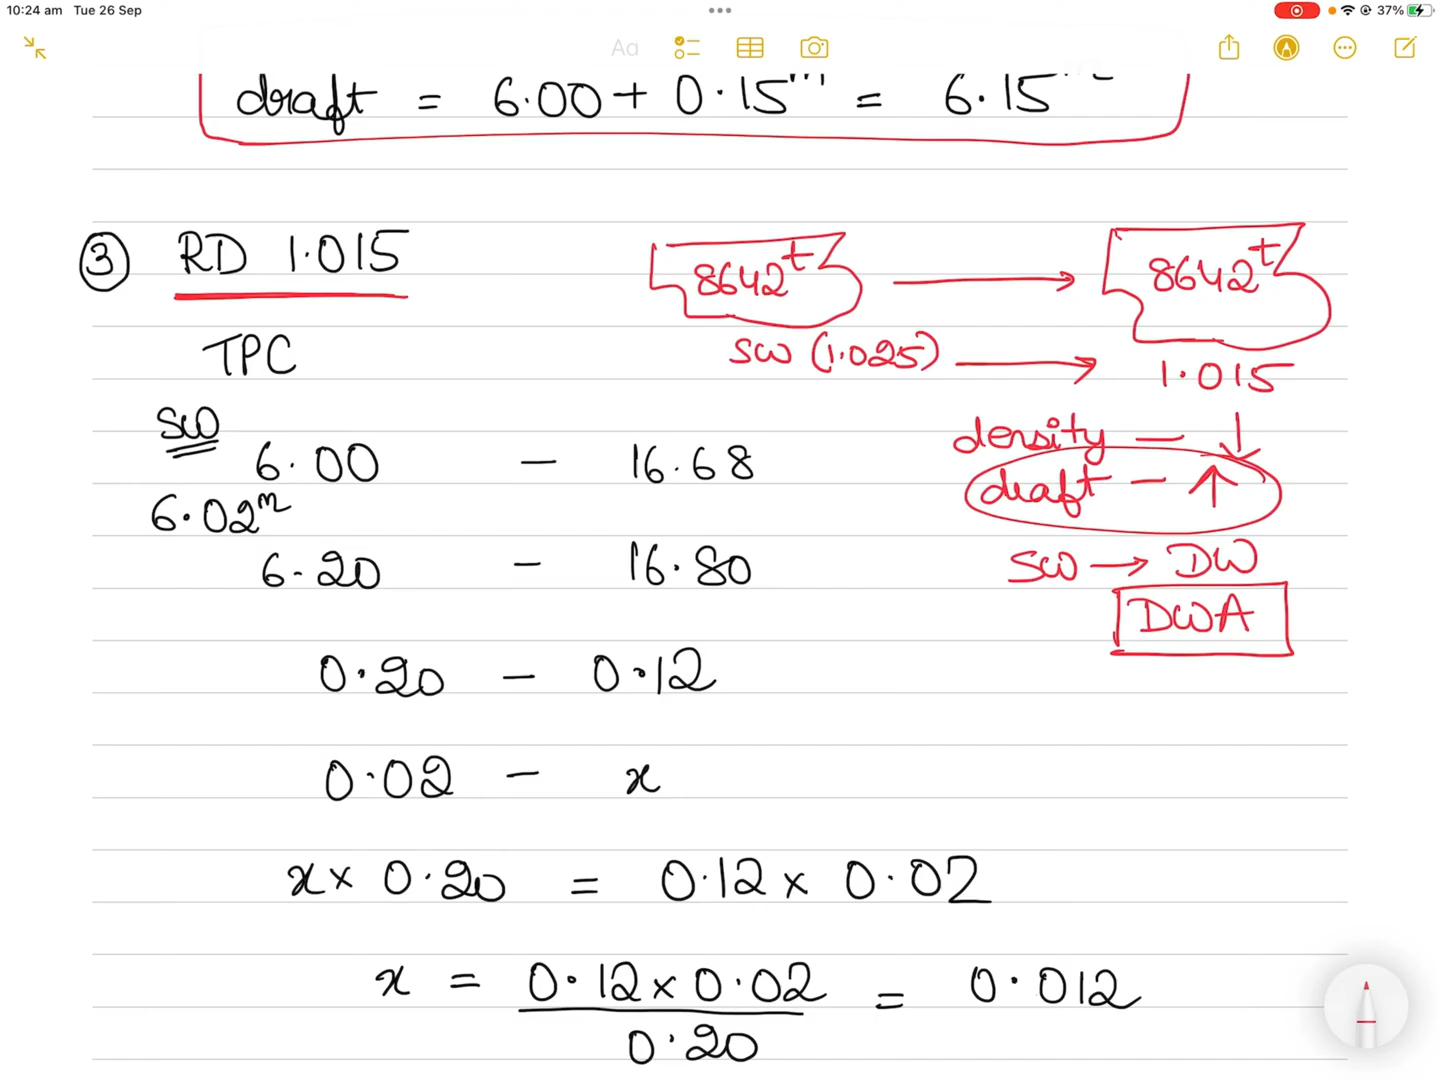 10:24 am Tue 26 Sep
37%
Aa
draft = 6.00 + 0.15m = 6.15m
③ RD 1.015
8642t → 8642t
TPC
SW (1.025) → 1.015
SW
density – ↓
6.00 – 16.68
draft – ↑
6.02m
SW → DW
6.20 – 16.80
DWA
0.20 – 0.12
0.02 – x
x × 0.20 = 0.12 × 0.02
x = 0.12 × 0.02 = 0.012
0.20